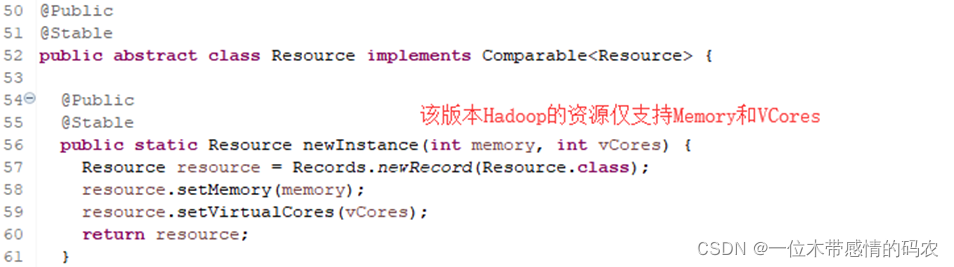 50 @Public
51 @Stable
52 public abstract class Resource implements Comparable<Resource> {
53
54 @Public
该版本Hadoop的资源仅支持Memory和VCores
55 @Stable
56 public static Resource newInstance(int memory, int vCores) {
57 Resource resource = Records.newRecord(Resource.class);
58 resource.setMemory(memory);
59 resource.setVirtualCores(vCores);
60 return resource;
61 }
CSDN @一位木带感情的码农